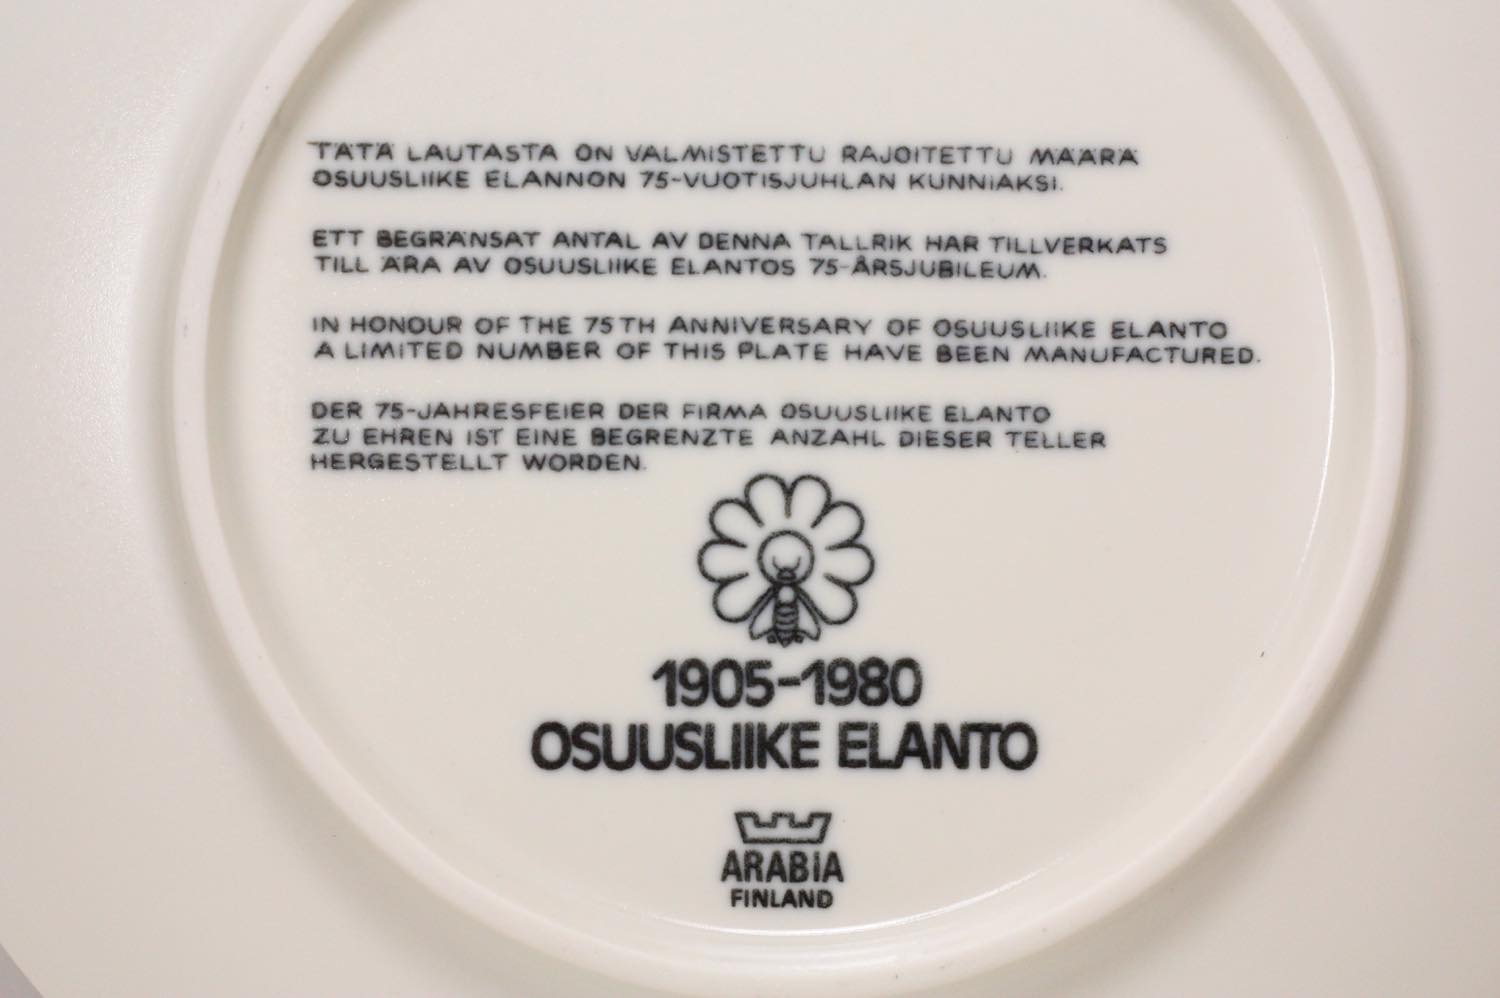 TÄTÄ LAUTASTA ON VALMISTETTU RAJOITETTU MÄÄRÄ
OSUUSLIIKE ELANNON 75-VUOTISJUHLAN KUNNIAKSI.
ETT BEGRÄNSAT ANTAL AV DENNA TALLRIK HAR TILLVERKATS
TILL ÄRA AV OSUUSLIIKE ELANTOS 75-ÅRSJUBILEUM.
IN HONOUR OF THE 75TH ANNIVERSARY OF OSUUSLIIKE ELANTO
A LIMITED NUMBER OF THIS PLATE HAVE BEEN MANUFACTURED.
DER 75-JAHRESFEIER DER FIRMA OSUUSLIIKE ELANTO
ZU EHREN IST EINE BEGRENZTE ANZAHL DIESER TELLER
HERGESTELLT WORDEN.
1905-1980
OSUUSLIIKE ELANTO
ARABIA
FINLAND